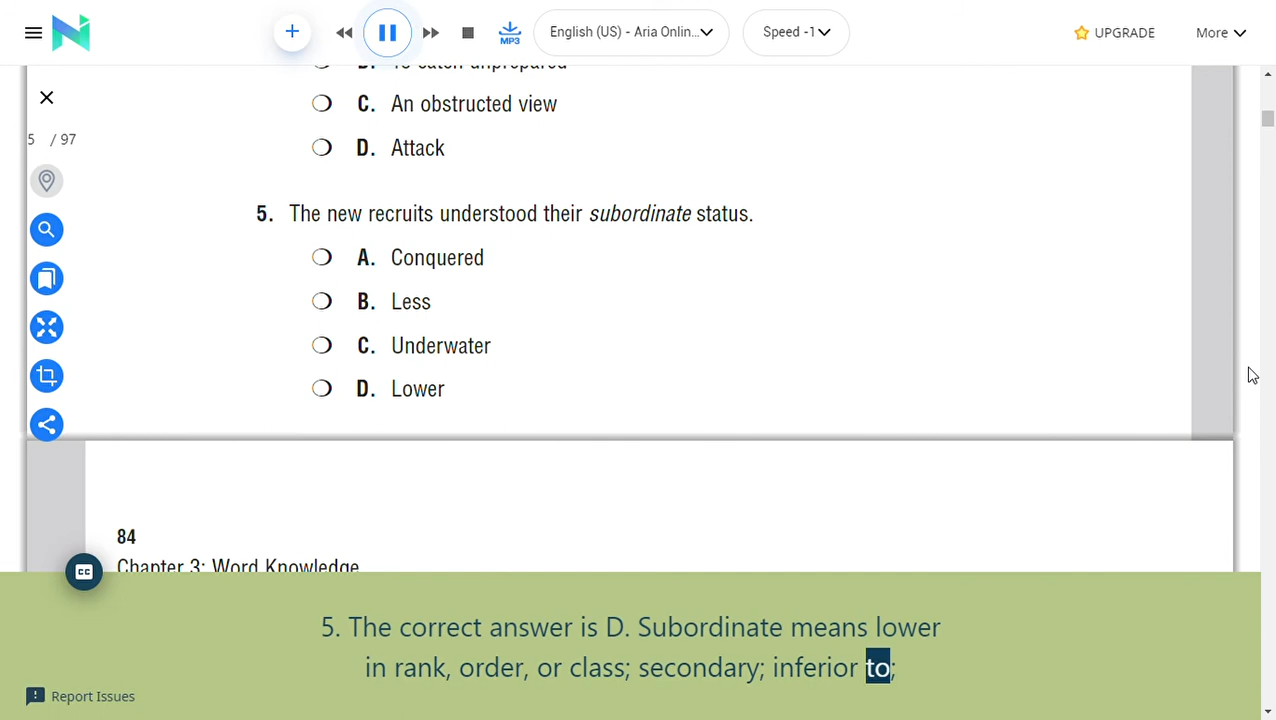 MP3
English (US) - Aria Onlin...
Speed -1
UPGRADE
More
C. An obstructed view
5 / 97
D. Attack
5. The new recruits understood their subordinate status.
A. Conquered
B. Less
C. Underwater
D. Lower
84
Chapter 3: Word Knowledge
CC
5. The correct answer is D. Subordinate means lower
in rank, order, or class; secondary; inferior to;
Report Issues